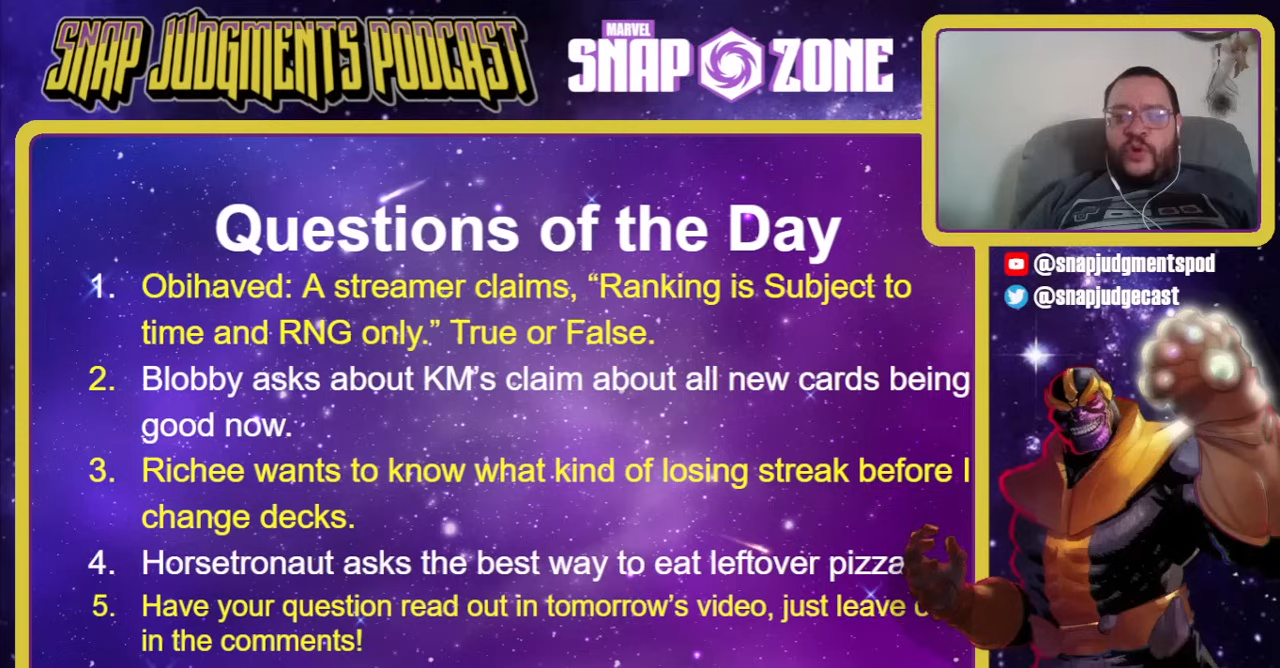 SNAP JUDGMENTS PODCAST
MARVEL
SNAP ZONE
Questions of the Day
1. Obihaved: A streamer claims, “Ranking is Subject to
time and RNG only.” True or False.
2. Blobby asks about KM's claim about all new cards being
good now.
3. Richee wants to know what kind of losing streak before I
change decks.
4. Horsetronaut asks the best way to eat leftover pizza
5. Have your question read out in tomorrow's video, just leave
in the comments!
@snapjudgmentspod
@snapjudgecast